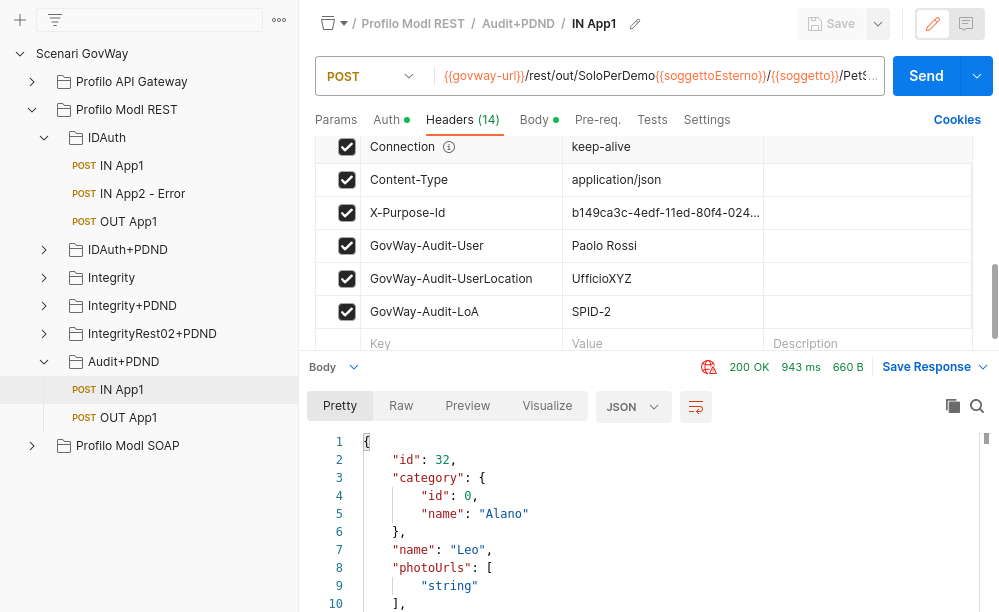 Scenari GovWay
Profilo API Gateway
Profilo ModI REST
IDAuth
POST IN App1
POST IN App2 - Error
POST OUT App1
IDAuth+PDND
Integrity
Integrity+PDND
IntegrityRest02+PDND
Audit+PDND
POST IN App1
POST OUT App1
Profilo ModI SOAP
/ Profilo ModI REST / Audit+PDND / IN App1
Save
POST
{{govway-url}}/rest/out/SoloPerDemo{{soggettoEsterno}}/{{soggetto}}/PetS...
Send
Params Auth Headers (14) Body Pre-req. Tests Settings Cookies
Connection keep-alive
Content-Type application/json
X-Purpose-Id b149ca3c-4edf-11ed-80f4-024...
GovWay-Audit-User Paolo Rossi
GovWay-Audit-UserLocation UfficioXYZ
GovWay-Audit-LoA SPID-2
Key Value Description
Body 200 OK 943 ms 660 B Save Response
Pretty Raw Preview Visualize JSON
1 {
2 "id": 32,
3 "category": {
4 "id": 0,
5 "name": "Alano"
6 },
7 "name": "Leo",
8 "photoUrls": [
9 "string"
10 ],